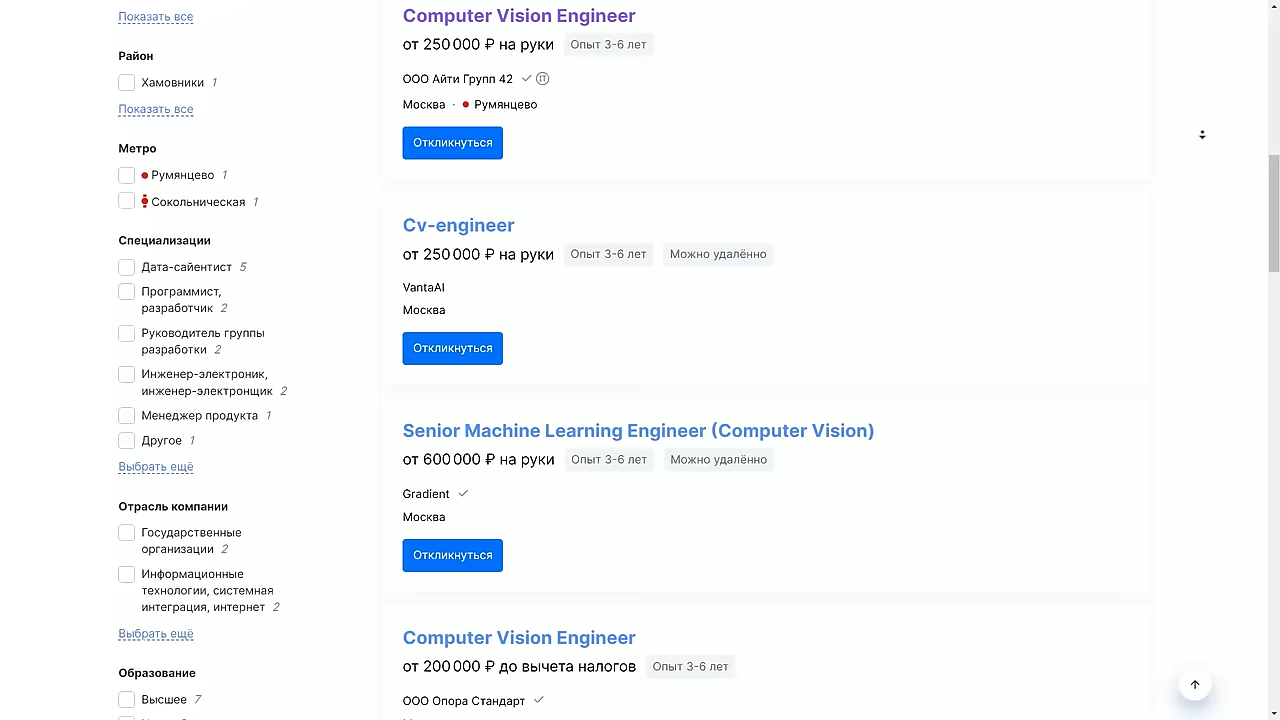 Показать все
Район
Хамовники 1
Показать все
Метро
Румянцево 1
Сокольническая 1
Специализации
Дата-сайентист 5
Программист,
разработчик 2
Руководитель группы
разработки 2
Инженер-электроник,
инженер-электронщик 2
Менеджер продукта 1
Другое 1
Выбрать ещё
Отрасль компании
Государственные
организации 2
Информационные
технологии, системная
интеграция, интернет 2
Выбрать ещё
Образование
Высшее 7
Computer Vision Engineer
от 250 000 ₽ на руки Опыт 3-6 лет
ООО Айти Групп 42
Москва · Румянцево
Откликнуться
Cv-engineer
от 250 000 ₽ на руки Опыт 3-6 лет Можно удалённо
VantaAI
Москва
Откликнуться
Senior Machine Learning Engineer (Computer Vision)
от 600 000 ₽ на руки Опыт 3-6 лет Можно удалённо
Gradient
Москва
Откликнуться
Computer Vision Engineer
от 200 000 ₽ до вычета налогов Опыт 3-6 лет
ООО Опора Стандарт